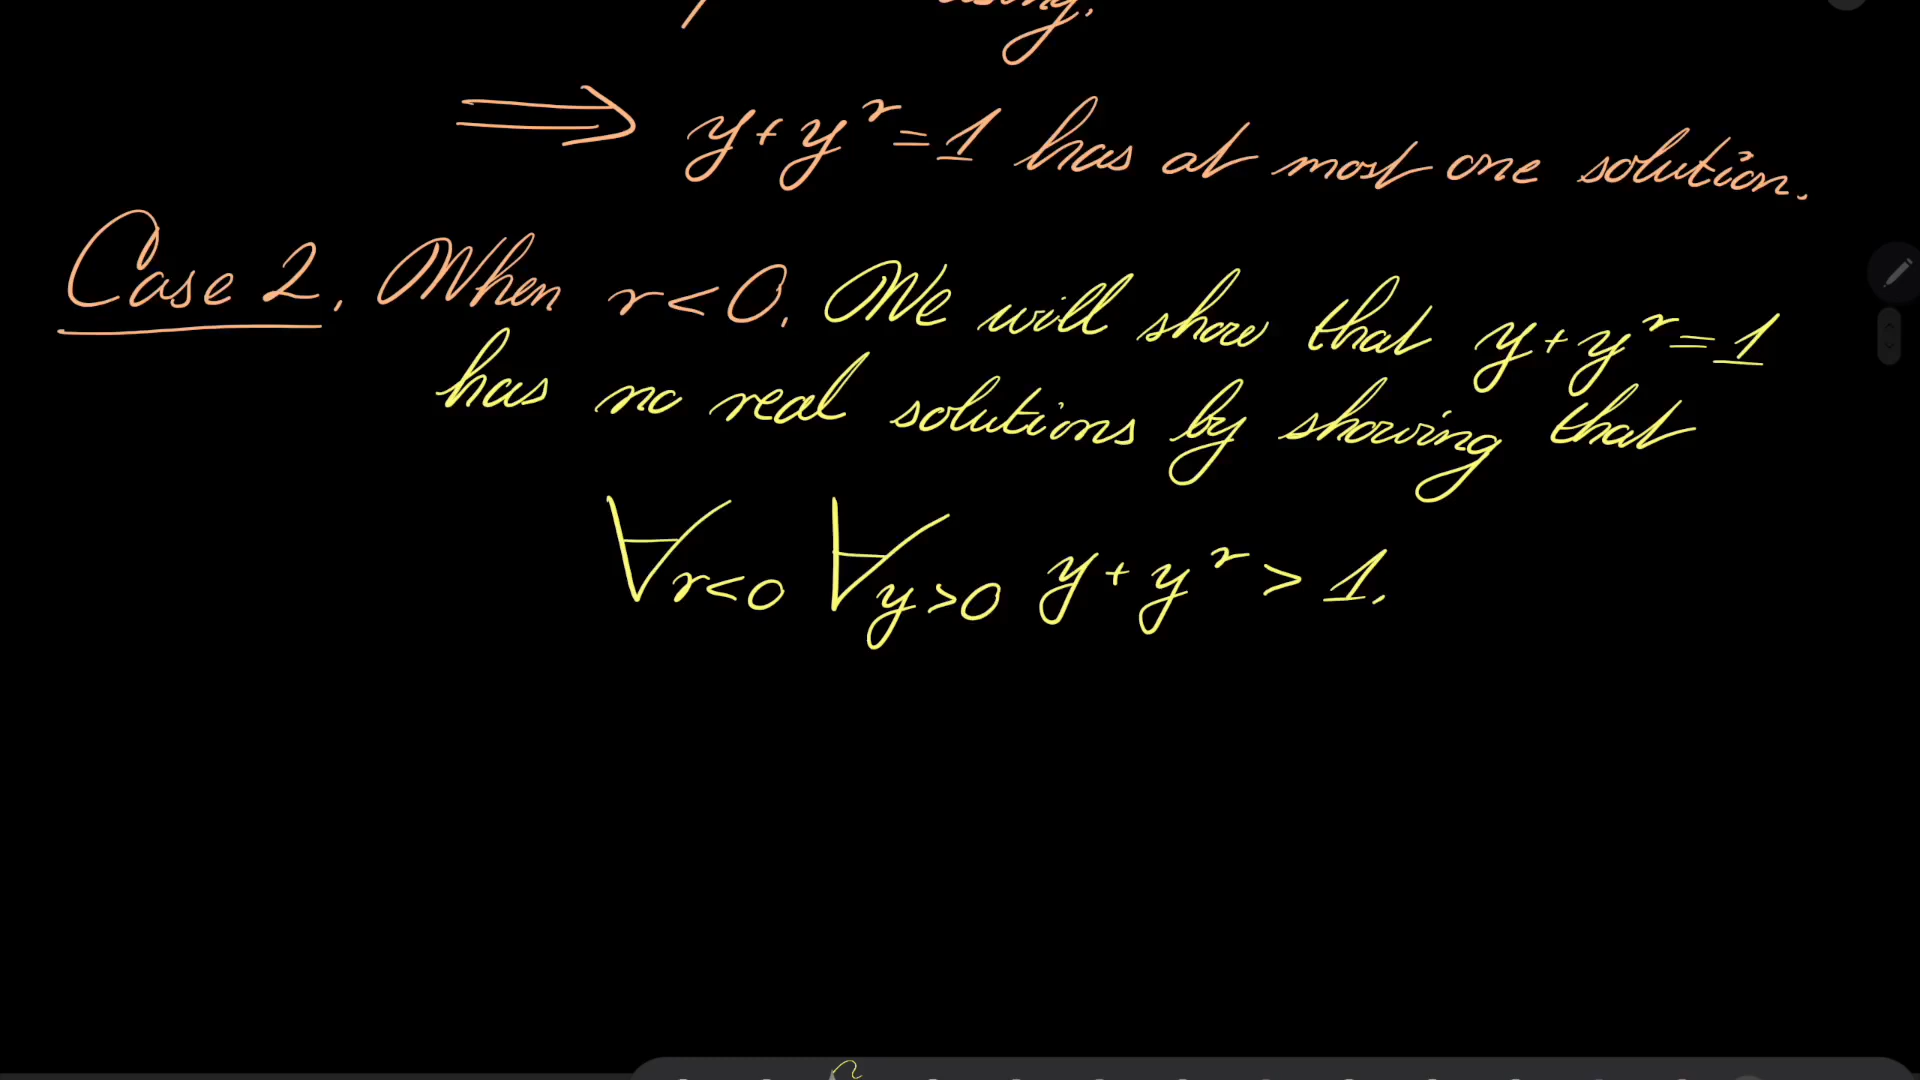 ⟹ y + y^r = 1 has at most one solution.
Case 2. When r < 0. We will show that y + y^r = 1
has no real solutions by showing that
∀r<0 ∀y>0 y + y^r > 1.